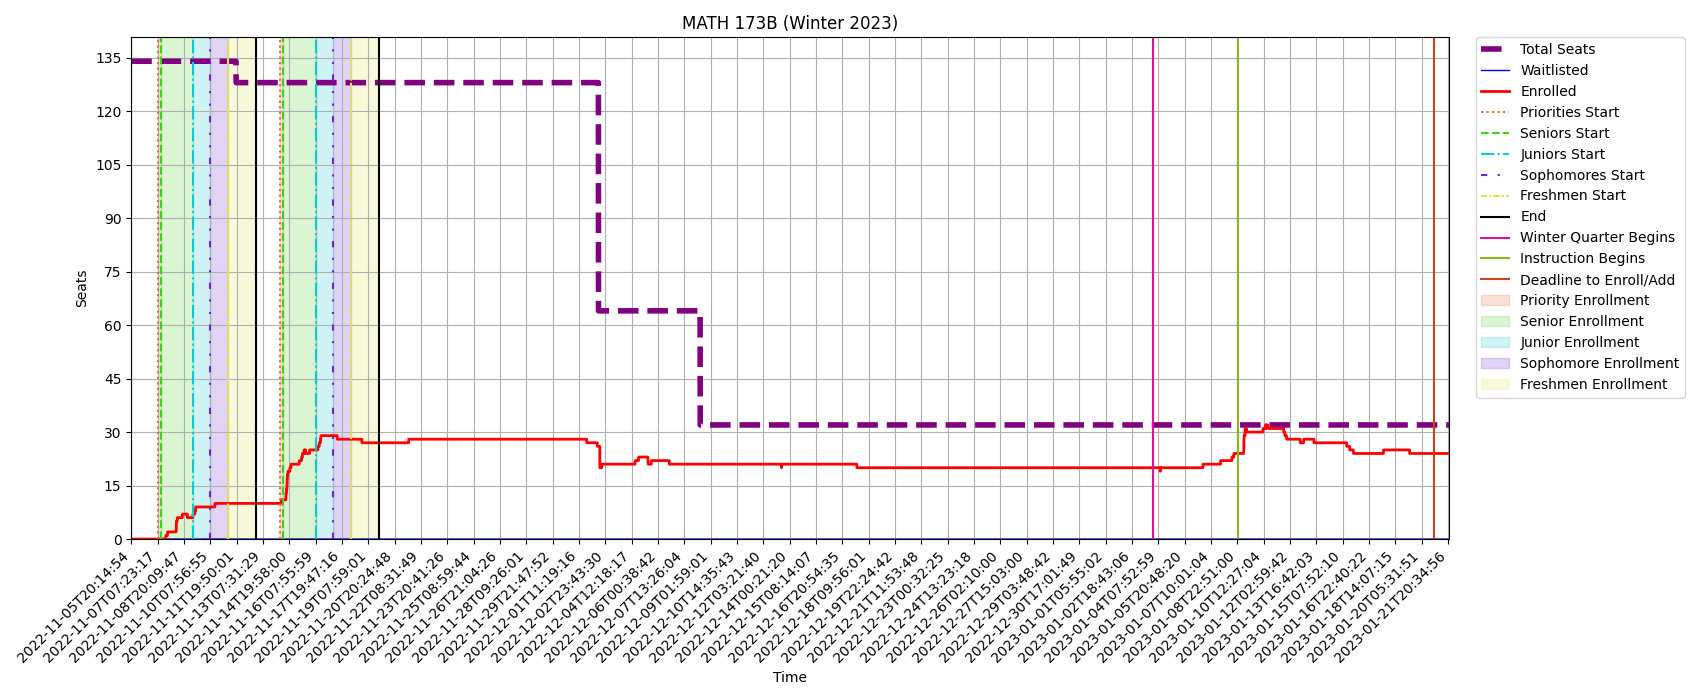 MATH 173B (Winter 2023)
Seats
135
120
105
90
75
60
45
30
15
0
2022-11-05T20:14:54
2022-11-07T07:23:17
2022-11-08T20:09:47
2022-11-10T07:56:55
2022-11-11T19:50:01
2022-11-13T07:31:29
2022-11-14T19:58:00
2022-11-16T07:55:59
2022-11-17T19:47:16
2022-11-19T07:59:01
2022-11-20T20:24:48
2022-11-22T08:31:49
2022-11-23T20:41:26
2022-11-25T08:59:44
2022-11-26T21:04:26
2022-11-28T09:26:01
2022-11-29T21:47:52
2022-12-01T11:19:16
2022-12-02T23:43:30
2022-12-04T12:18:17
2022-12-06T00:38:42
2022-12-07T13:26:04
2022-12-09T01:59:01
2022-12-10T14:35:43
2022-12-12T03:21:40
2022-12-14T00:21:20
2022-12-15T08:14:07
2022-12-16T20:54:35
2022-12-18T09:56:01
2022-12-19T22:24:42
2022-12-21T11:53:48
2022-12-23T00:32:25
2022-12-24T13:23:18
2022-12-26T02:10:00
2022-12-27T15:03:00
2022-12-29T03:48:42
2022-12-30T17:01:49
2023-01-01T05:55:02
2023-01-02T18:43:06
2023-01-04T07:52:59
2023-01-05T20:48:20
2023-01-07T10:01:04
2023-01-08T22:51:00
2023-01-10T12:27:04
2023-01-12T02:59:42
2023-01-13T16:42:03
2023-01-15T07:52:10
2023-01-16T22:40:22
2023-01-18T14:07:15
2023-01-20T05:31:51
2023-01-21T20:34:56
Time
Total Seats
Waitlisted
Enrolled
Priorities Start
Seniors Start
Juniors Start
Sophomores Start
Freshmen Start
End
Winter Quarter Begins
Instruction Begins
Deadline to Enroll/Add
Priority Enrollment
Senior Enrollment
Junior Enrollment
Sophomore Enrollment
Freshmen Enrollment